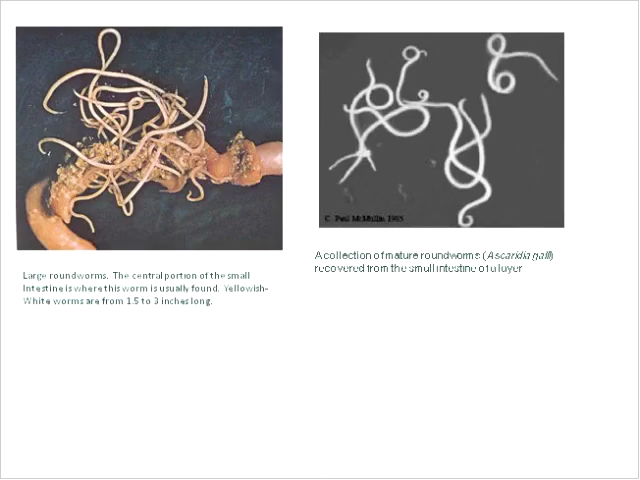 C. Paul McMullin 1985
Large roundworms. The central portion of the small
Intestine is where this worm is usually found. Yellowish-
White worms are from 1.5 to 3 inches long.
A collection of mature roundworms (Ascaridia galli)
recovered from the small intestine of a layer